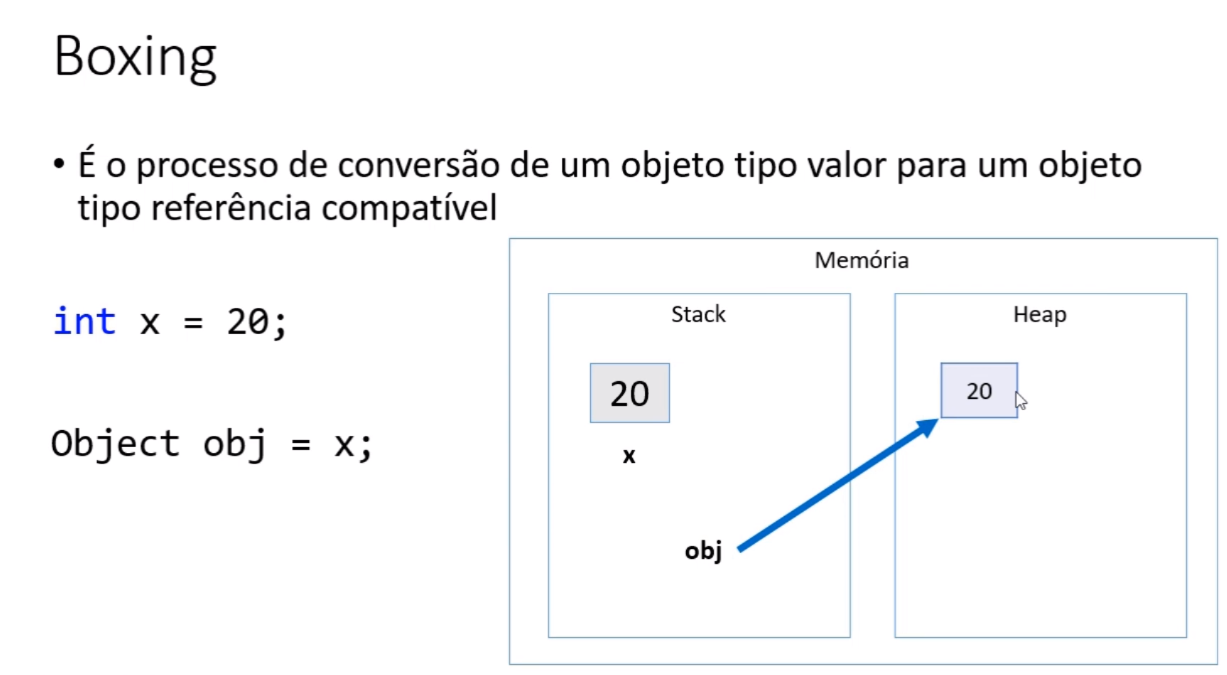 Boxing
• É o processo de conversão de um objeto tipo valor para um objeto
tipo referência compatível
int x = 20;
Object obj = x;
Memória
Stack
Heap
20
20
x
obj